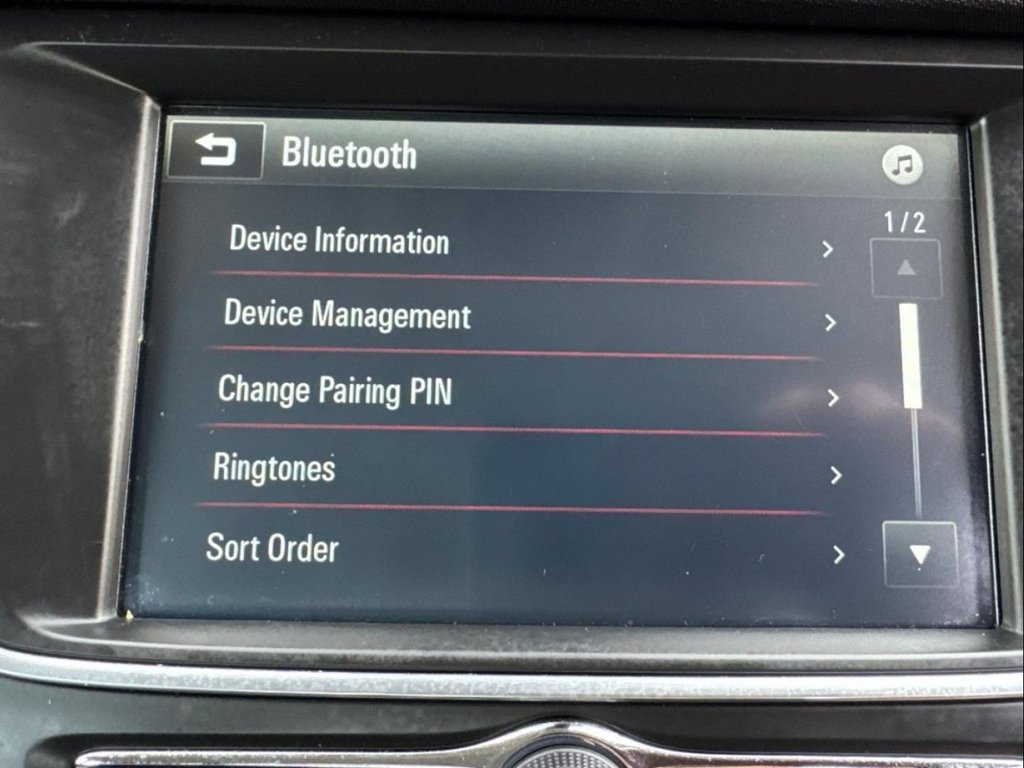 Bluetooth
1/2
Device Information
Device Management
Change Pairing PIN
Ringtones
Sort Order